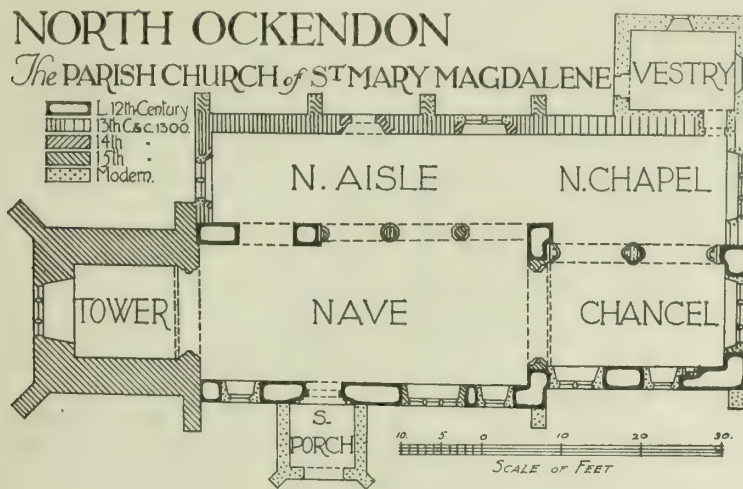 NORTH OCKENDON
The PARISH CHURCH of ST MARY MAGDALENE
L. 12th Century
13th C & c. 1300.
14th "
15th "
Modern.
VESTRY
N. AISLE
N. CHAPEL
TOWER
NAVE
CHANCEL
S.
PORCH
10. 5 0 10 20 30.
SCALE OF FEET